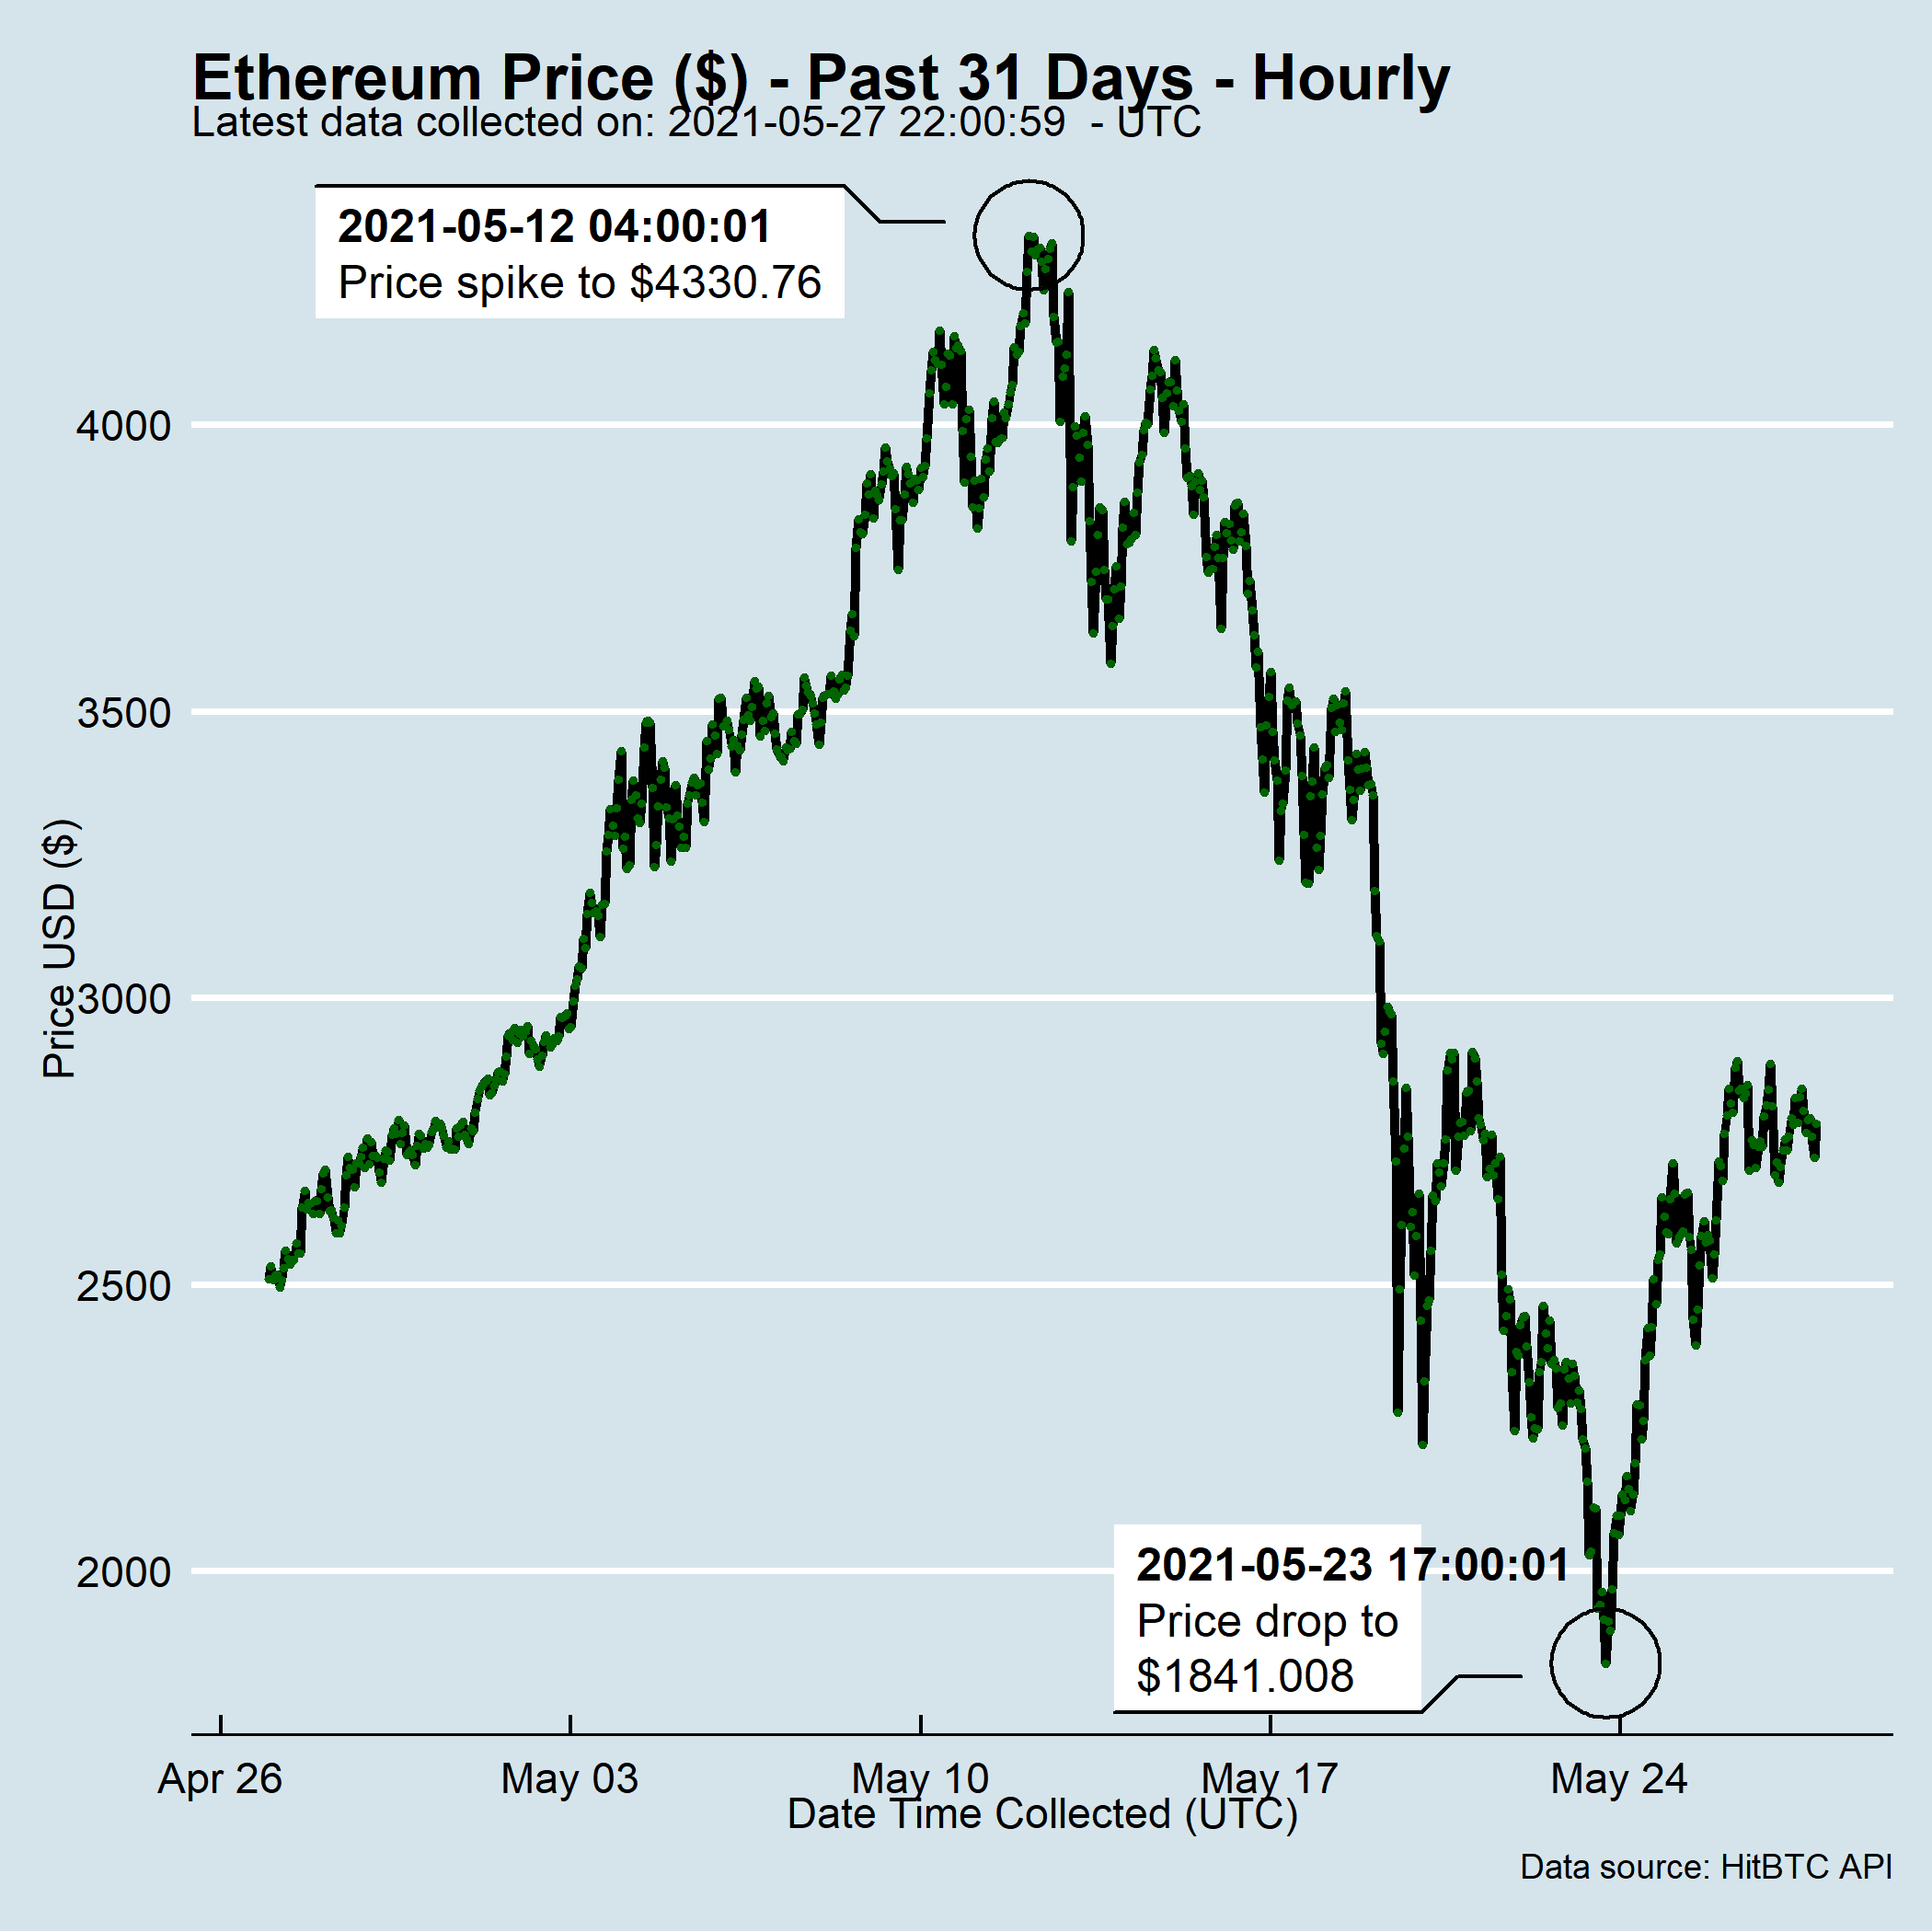 Ethereum Price ($) - Past 31 Days - Hourly
Latest data collected on: 2021-05-27 22:00:59  - UTC
2021-05-12 04:00:01
Price spike to $4330.76
4000
3500
3000
2500
2000
Price USD ($)
2021-05-23 17:00:01
Price drop to
$1841.008
Apr 26
May 03
May 10
May 17
May 24
Date Time Collected (UTC)
Data source: HitBTC API